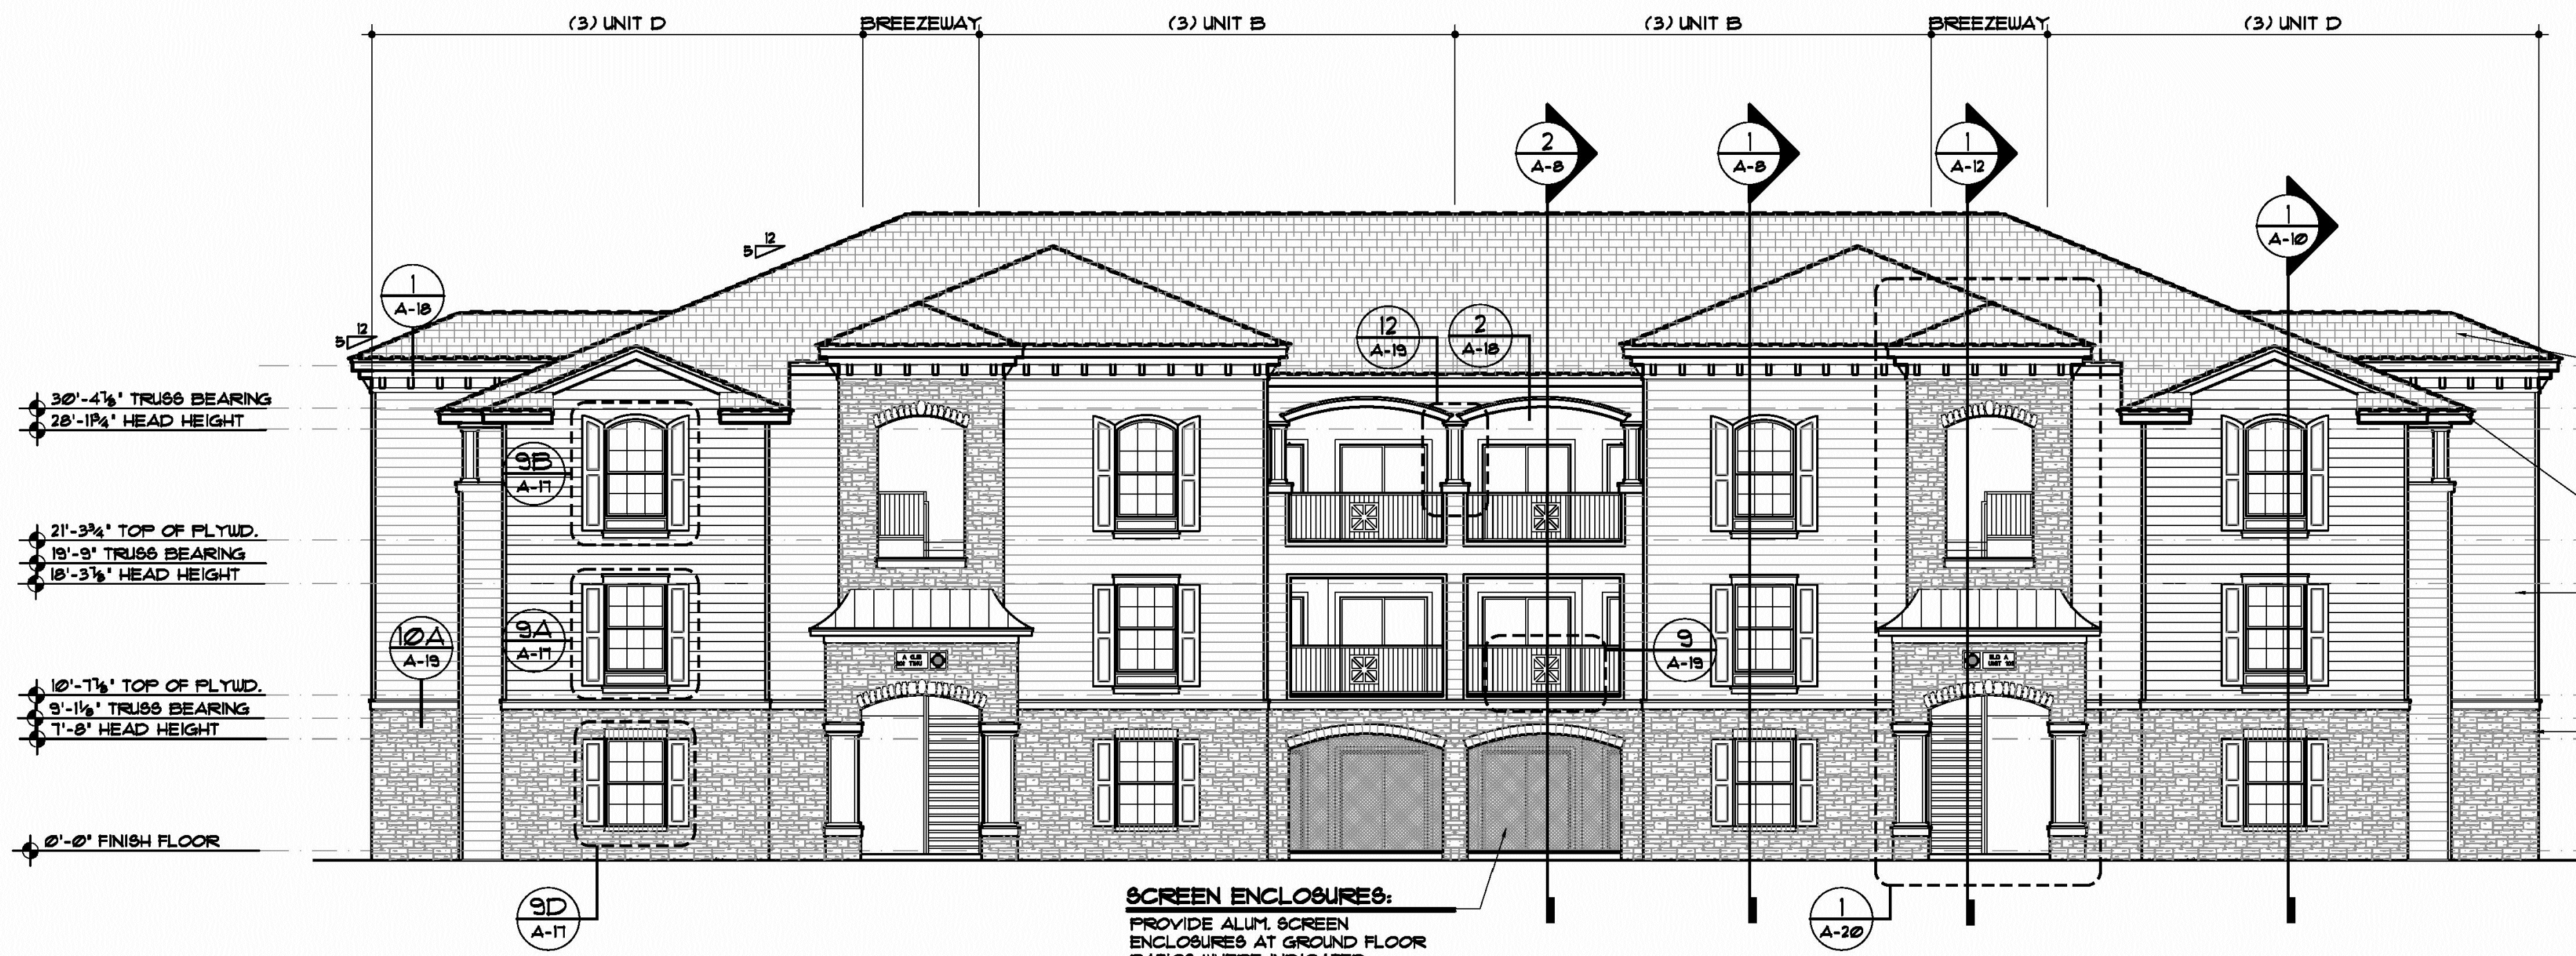 (3) UNIT D
BREEZEWAY
(3) UNIT B
(3) UNIT B
BREEZEWAY
(3) UNIT D
2
A-8
1
A-8
1
A-12
1
A-10
12
5
1
A-18
12
5
12
A-19
2
A-18
30'-4⅞" TRUSS BEARING
28'-11¾" HEAD HEIGHT
9B
A-17
21'-3¾" TOP OF PLYWD.
19'-9" TRUSS BEARING
18'-3⅞" HEAD HEIGHT
10A
A-19
9A
A-17
9
A-19
BLD A
10'-7⅞" TOP OF PLYWD.
9'-1⅛" TRUSS BEARING
7'-8" HEAD HEIGHT
0'-0" FINISH FLOOR
9D
A-17
SCREEN ENCLOSURES:
PROVIDE ALUM. SCREEN
ENCLOSURES AT GROUND FLOOR
1
A-20